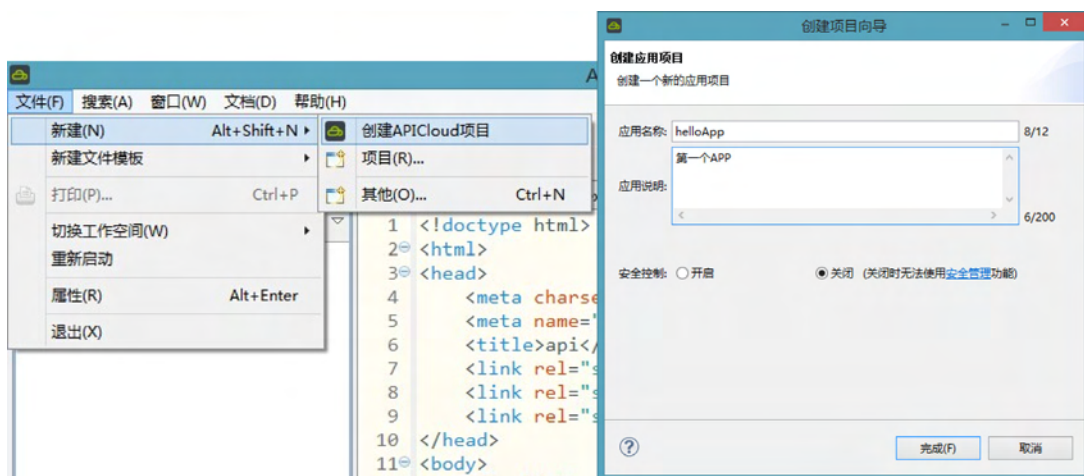 A
文件(F) 搜素(A) 窗口(W) 文档(D) 帮助(H)
新建(N) Alt+Shift+N
新建文件模板
打印(P)... Ctrl+P
切换工作空间(W)
重新启动
属性(R) Alt+Enter
退出(X)
创建APICloud项目
项目(R)...
其他(O)... Ctrl+N
1 <!doctype html>
2 <html>
3 <head>
4 <meta charse
5 <meta name="
6 <title>api</
7 <link rel="s
8 <link rel="s
9 <link rel="s
10 </head>
11 <body>
创建项目向导
创建应用项目
创建一个新的应用项目
应用名称: helloApp 8/12
应用说明: 第一个APP 6/200
安全控制: 开启 关闭 (关闭时无法使用安全管理功能)
完成(F) 取消